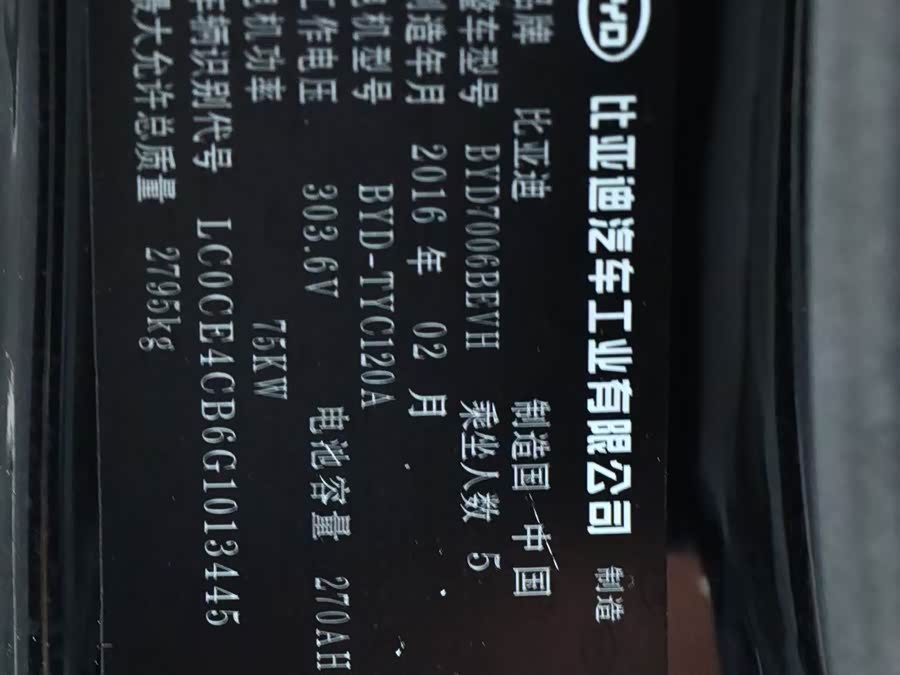 BYD 比亚迪汽车工业有限公司 制造
品牌 比亚迪 制造国 中国
整车型号 BYD7006BEVH 乘坐人数 5
制造年月 2016 年 02 月
电机型号 BYD-TYC120A
工作电压 303.6V 电池容量 270AH
电机功率 75KW
车辆识别代号 LC0CE4CB6G1013445
最大允许总质量 2795kg